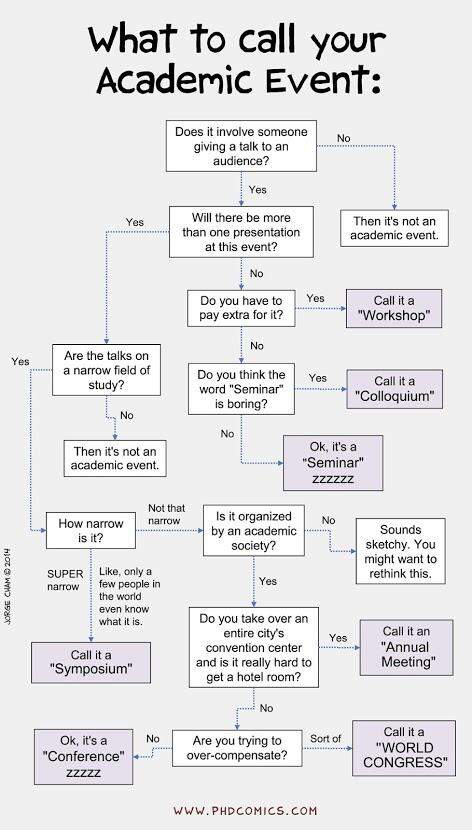 What to call your
Academic Event:
Does it involve someone
giving a talk to an
audience?
No
Yes
Then it's not an
academic event.
Will there be more
than one presentation
at this event?
Yes
No
Do you have to
pay extra for it?
Yes
Call it a
"Workshop"
No
Are the talks on
a narrow field of
study?
Yes
No
Then it's not an
academic event.
Do you think the
word "Seminar"
is boring?
Yes
Call it a
"Colloquium"
No
Ok, it's a
"Seminar"
zzzzzz
How narrow
is it?
Not that
narrow
Is it organized
by an academic
society?
No
Sounds
sketchy. You
might want to
rethink this.
SUPER
narrow
Like, only a
few people in
the world
even know
what it is.
Yes
Call it a
"Symposium"
Do you take over an
entire city's
convention center
and is it really hard to
get a hotel room?
Yes
Call it an
"Annual
Meeting"
No
Are you trying to
over-compensate?
No
Ok, it's a
"Conference"
zzzzz
Sort of
Call it a
"WORLD
CONGRESS"
JORGE CHAM © 2014
WWW.PHDCOMICS.COM